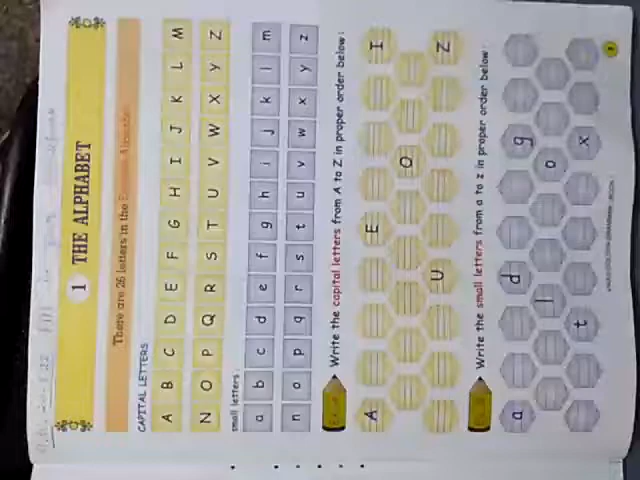 1 THE ALPHABET
There are 26 letters in the
CAPITAL LETTERS
A B C D E F G H I J K L M
N O P Q R S T U V W X Y Z
small letters :
a b c d e f g h i j k l m
n o p q r s t u v w x y z
Write the capital letters from A to Z in proper order below :
A E I
O
U Z
Write the small letters from a to z in proper order below :
a d g
l o
t x